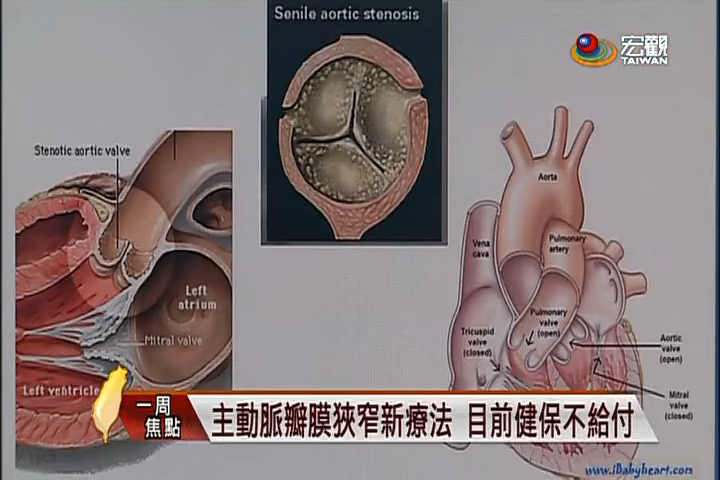 Senile aortic stenosis
宏觀
TAIWAN
Stenotic aortic valve
Left
atrium
Mitral valve
Left ventricle
Aorta
Vena
cava
Pulmonary
artery
Pulmonary
valve
(open)
Tricuspid
valve
(closed)
Aortic
valve
(open)
Mitral
valve
(closed)
一周
焦點
主動脈瓣膜狹窄新療法 目前健保不給付
www.iBabyheart.com